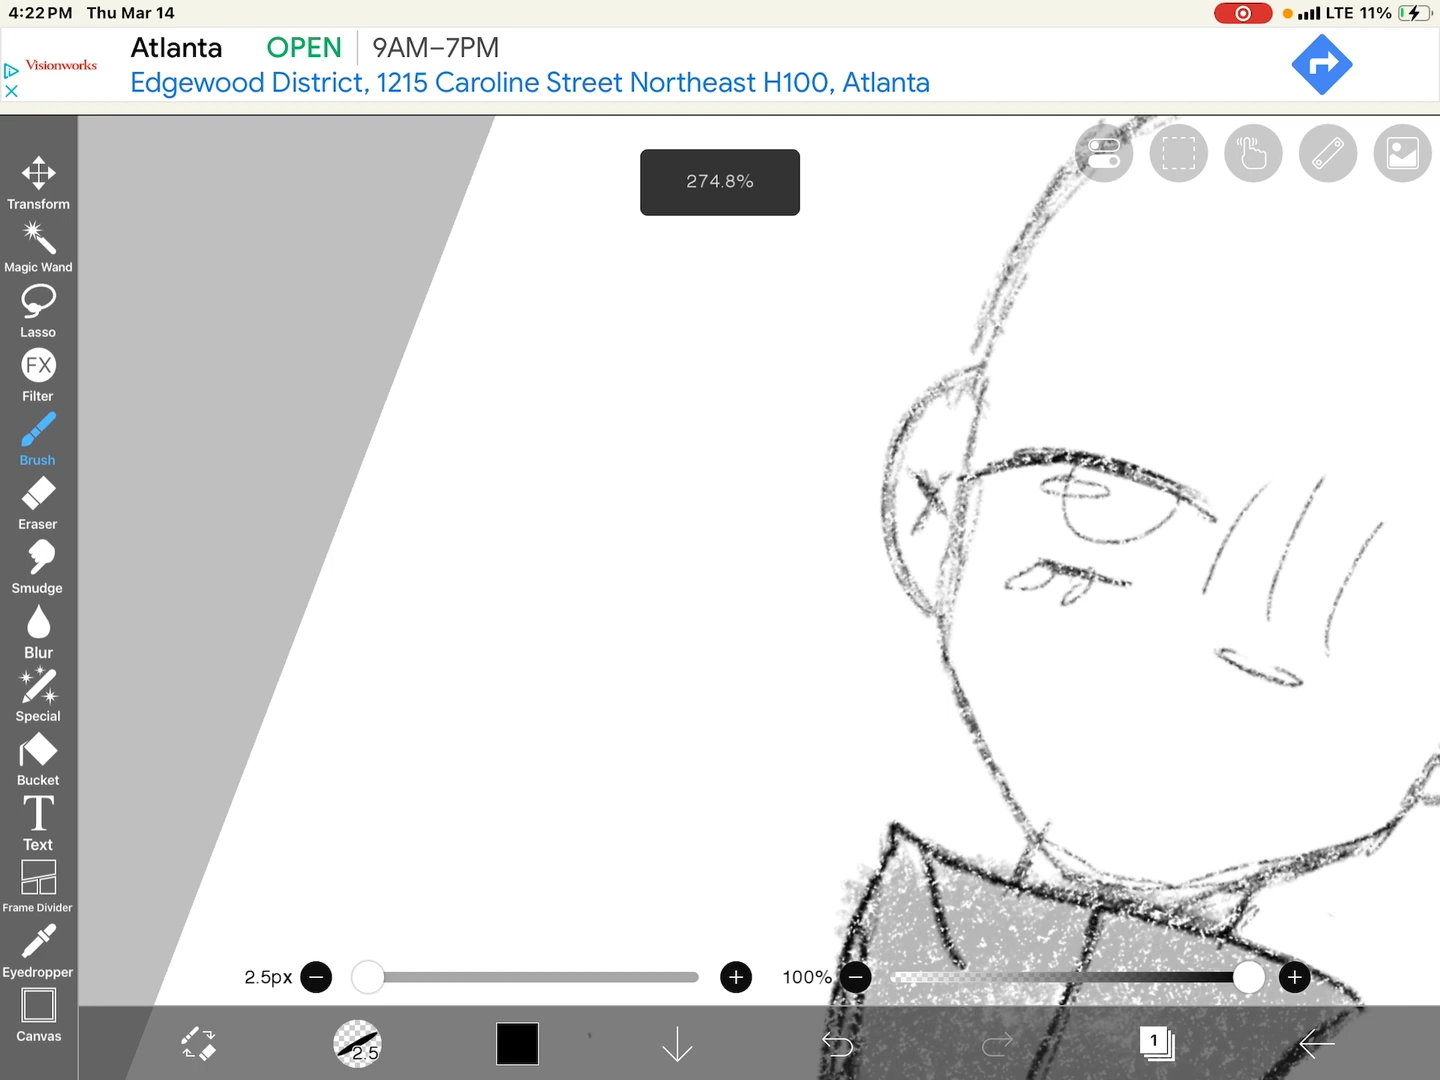 4:22 PM Thu Mar 14
LTE 11%
Visionworks
Atlanta OPEN 9AM–7PM
Edgewood District, 1215 Caroline Street Northeast H100, Atlanta
274.8%
Transform
Magic Wand
Lasso
FX
Filter
Brush
Eraser
Smudge
Blur
Special
Bucket
T
Text
Frame Divider
Eyedropper
Canvas
2.5px
100%
2.5
1